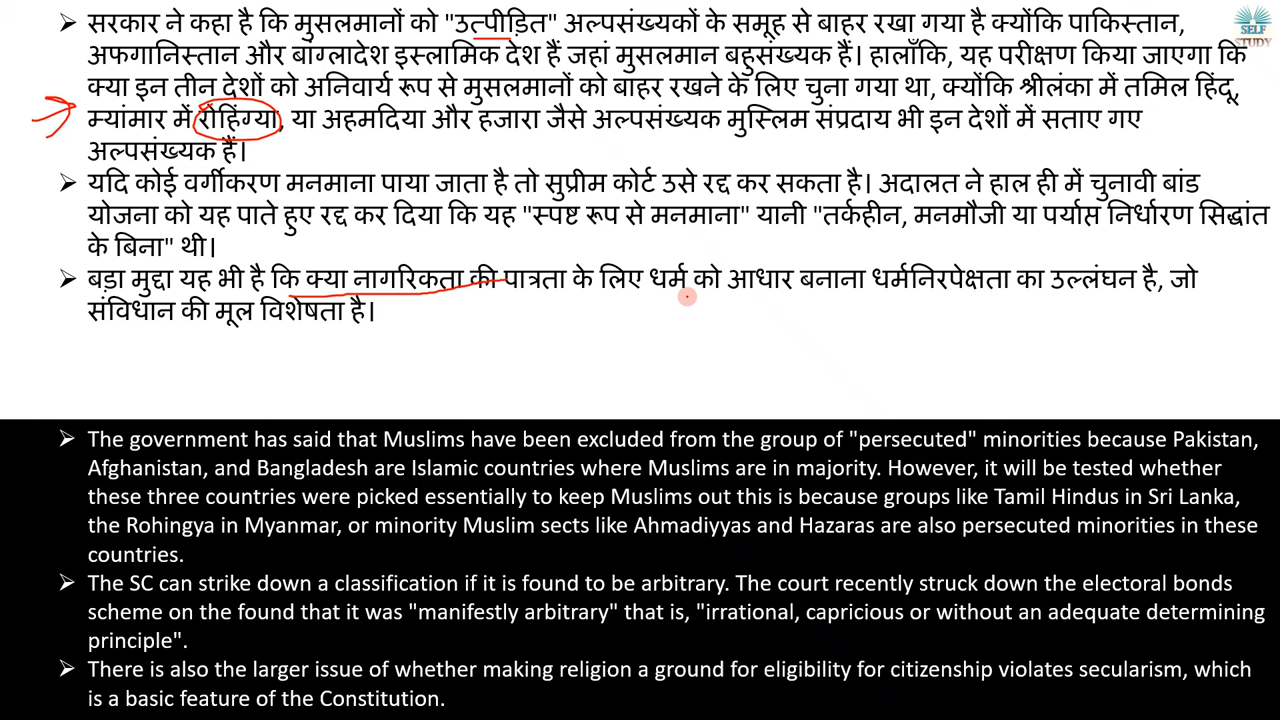 ➢ सरकार ने कहा है कि मुसलमानों को "उत्पीड़ित" अल्पसंख्यकों के समूह से बाहर रखा गया है क्योंकि पाकिस्तान,
अफगानिस्तान और बांग्लादेश इस्लामिक देश हैं जहां मुसलमान बहुसंख्यक हैं। हालाँकि, यह परीक्षण किया जाएगा कि
क्या इन तीन देशों को अनिवार्य रूप से मुसलमानों को बाहर रखने के लिए चुना गया था, क्योंकि श्रीलंका में तमिल हिंदू,
म्यांमार में रोहिंग्या, या अहमदिया और हजारा जैसे अल्पसंख्यक मुस्लिम संप्रदाय भी इन देशों में सताए गए
अल्पसंख्यक हैं।
➢ यदि कोई वर्गीकरण मनमाना पाया जाता है तो सुप्रीम कोर्ट उसे रद्द कर सकता है। अदालत ने हाल ही में चुनावी बांड
योजना को यह पाते हुए रद्द कर दिया कि यह "स्पष्ट रूप से मनमाना" यानी "तर्कहीन, मनमौजी या पर्याप्त निर्धारण सिद्धांत
के बिना" थी।
➢ बड़ा मुद्दा यह भी है कि क्या नागरिकता की पात्रता के लिए धर्म को आधार बनाना धर्मनिरपेक्षता का उल्लंघन है, जो
संविधान की मूल विशेषता है।
SELF
STUDY
➢ The government has said that Muslims have been excluded from the group of "persecuted" minorities because Pakistan,
Afghanistan, and Bangladesh are Islamic countries where Muslims are in majority. However, it will be tested whether
these three countries were picked essentially to keep Muslims out this is because groups like Tamil Hindus in Sri Lanka,
the Rohingya in Myanmar, or minority Muslim sects like Ahmadiyyas and Hazaras are also persecuted minorities in these
countries.
➢ The SC can strike down a classification if it is found to be arbitrary. The court recently struck down the electoral bonds
scheme on the found that it was "manifestly arbitrary" that is, "irrational, capricious or without an adequate determining
principle".
➢ There is also the larger issue of whether making religion a ground for eligibility for citizenship violates secularism, which
is a basic feature of the Constitution.